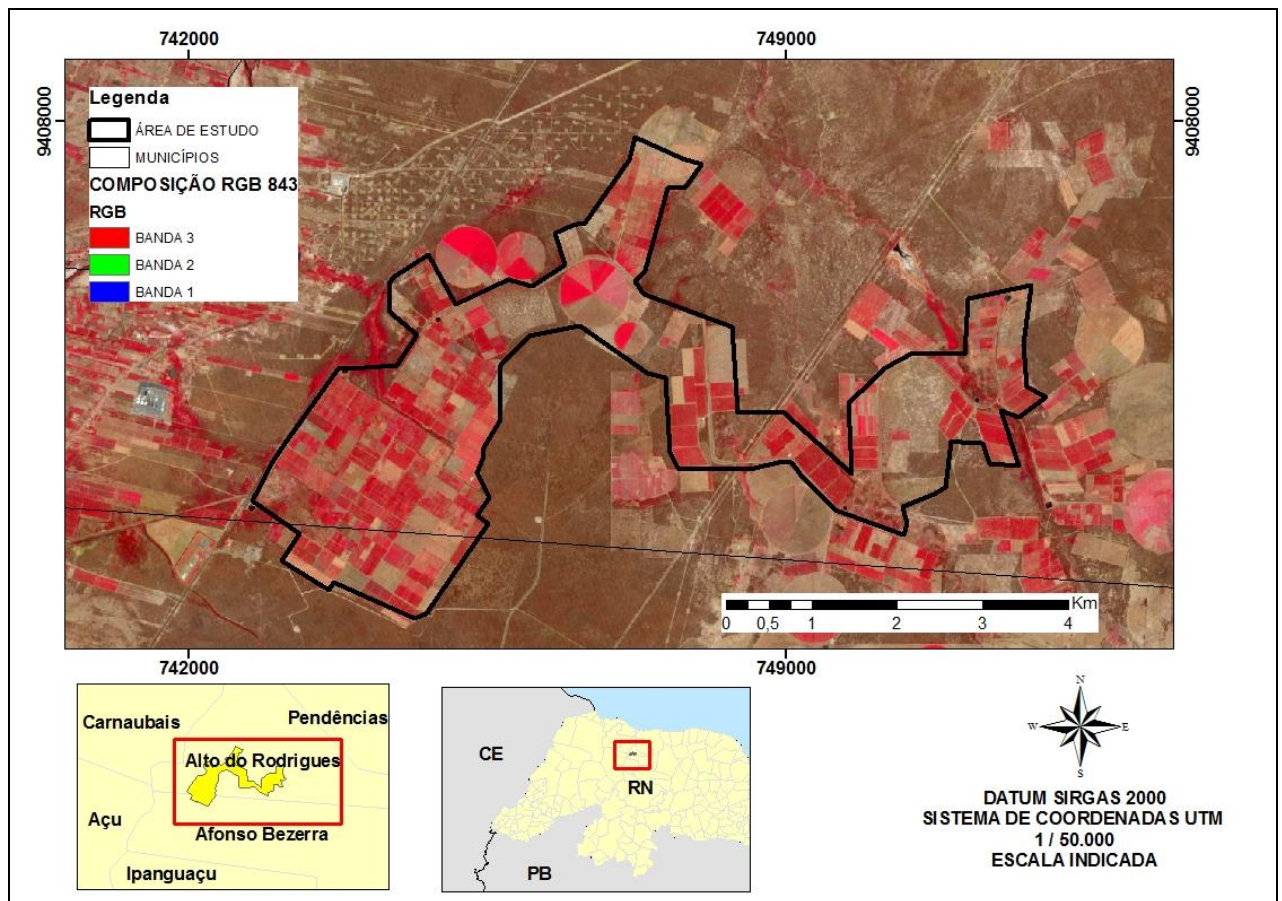 742000
749000
9408000
9408000
Legenda
ÁREA DE ESTUDO
MUNICÍPIOS
COMPOSIÇÃO RGB 843
RGB
BANDA 3
BANDA 2
BANDA 1
Km
0 0,5 1 2 3 4
742000
749000
Carnaubais
Pendências
Alto do Rodrigues
Açu
Afonso Bezerra
Ipanguaçu
CE
RN
PB
N
W E
S
DATUM SIRGAS 2000
SISTEMA DE COORDENADAS UTM
1 / 50.000
ESCALA INDICADA